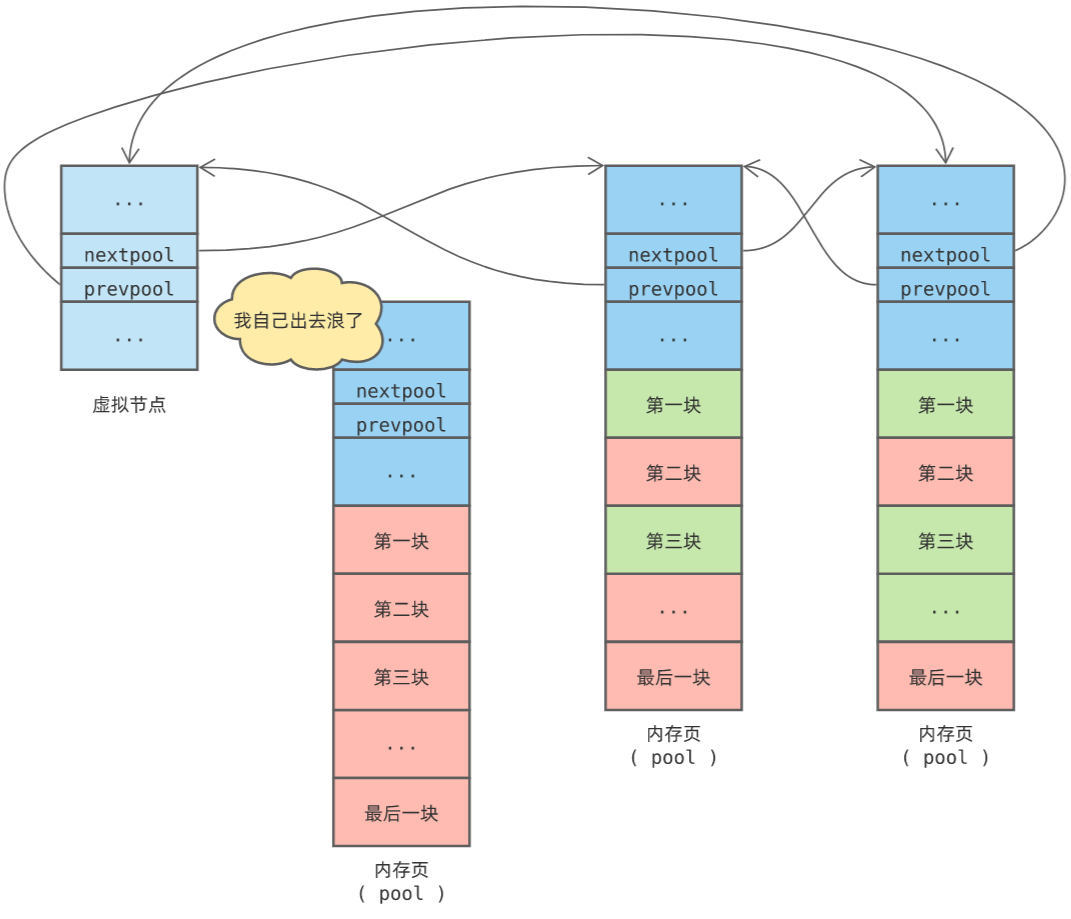 ...
nextpool
prevpool
...
虚拟节点
我自己出去浪了
...
nextpool
prevpool
...
第一块
第二块
第三块
...
最后一块
内存页
( pool )
...
nextpool
prevpool
...
第一块
第二块
第三块
...
最后一块
内存页
( pool )
...
nextpool
prevpool
...
第一块
第二块
第三块
...
最后一块
内存页
( pool )